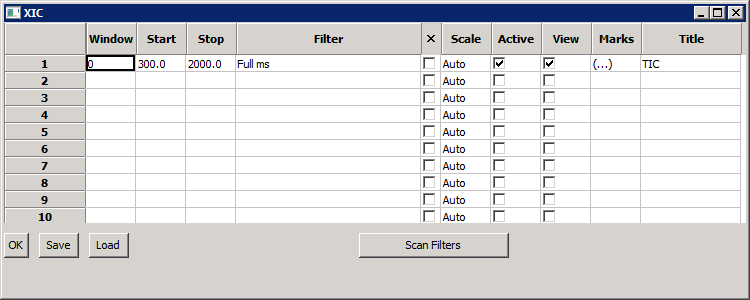 XIC
Window Start Stop Filter × Scale Active View Marks Title
1 0 300.0 2000.0 Full ms Auto (...) TIC
2 Auto
3 Auto
4 Auto
5 Auto
6 Auto
7 Auto
8 Auto
9 Auto
10 Auto
OK Save Load Scan Filters